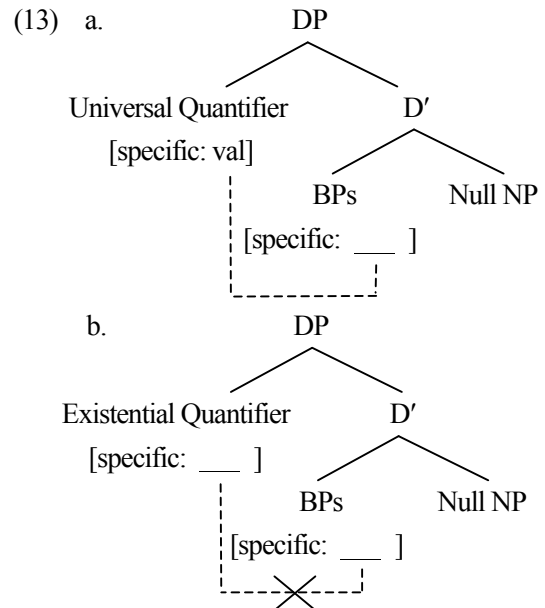 (13) a. DP
Universal Quantifier D′
[specific: val]
BPs Null NP
[specific: ___ ]
b. DP
Existential Quantifier D′
[specific: ___ ]
BPs Null NP
[specific: ___ ]